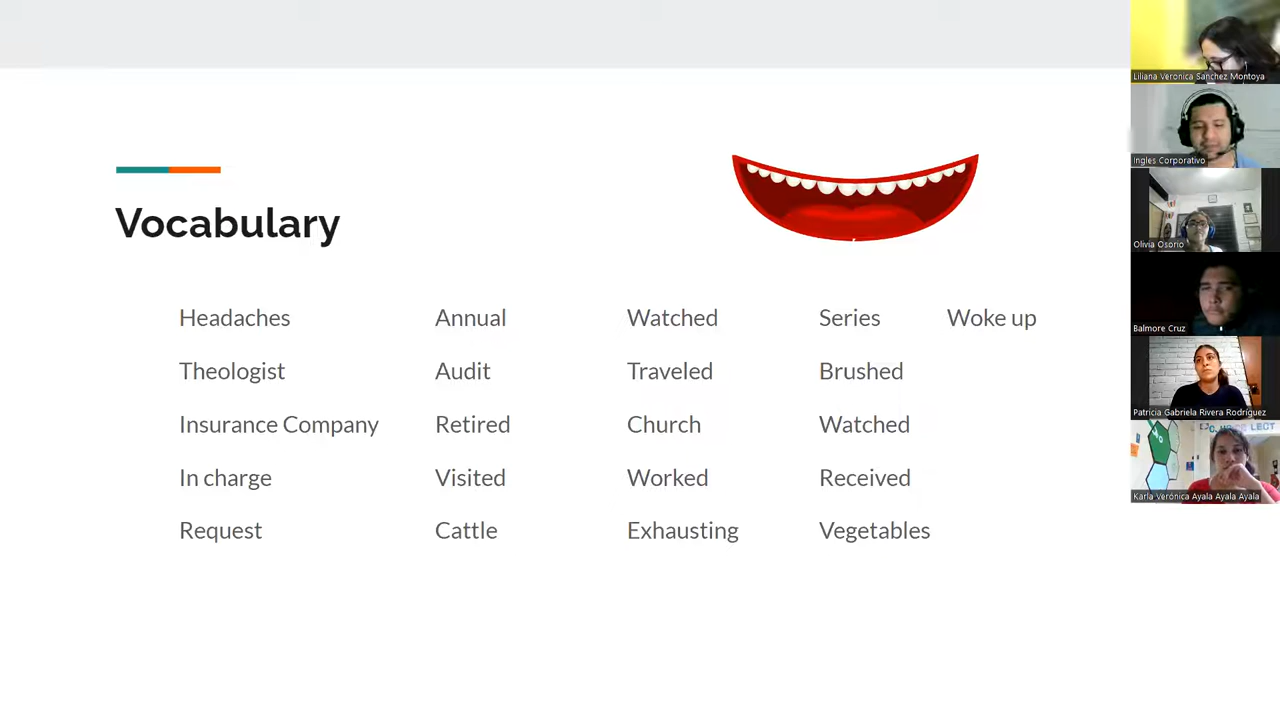 Vocabulary
Headaches Annual Watched Series Woke up
Theologist Audit Traveled Brushed
Insurance Company Retired Church Watched
In charge Visited Worked Received
Request Cattle Exhausting Vegetables
Liliana Veronica Sanchez Montoya
Ingles Corporativo
Olivia Osorio
Balmore Cruz
Patricia Gabriela Rivera Rodríguez
Karla Verónica Ayala Ayala Ayala